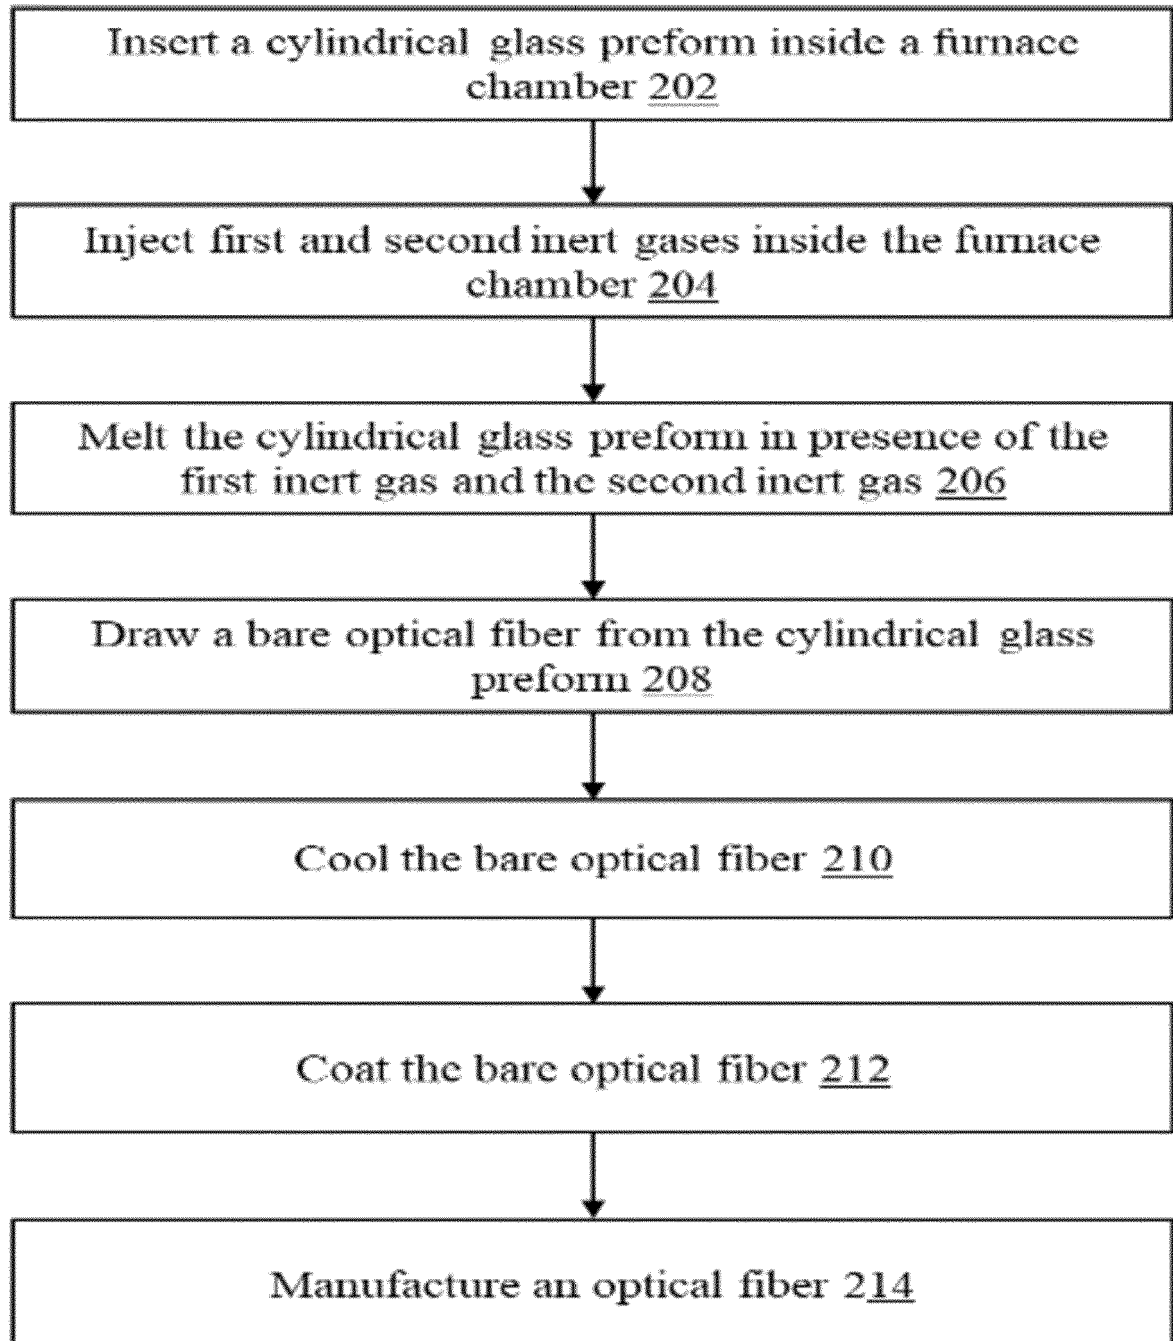 Insert a cylindrical glass preform inside a furnace
chamber 202
Inject first and second inert gases inside the furnace
chamber 204
Melt the cylindrical glass preform in presence of the
first inert gas and the second inert gas 206
Draw a bare optical fiber from the cylindrical glass
preform 208
Cool the bare optical fiber 210
Coat the bare optical fiber 212
Manufacture an optical fiber 214